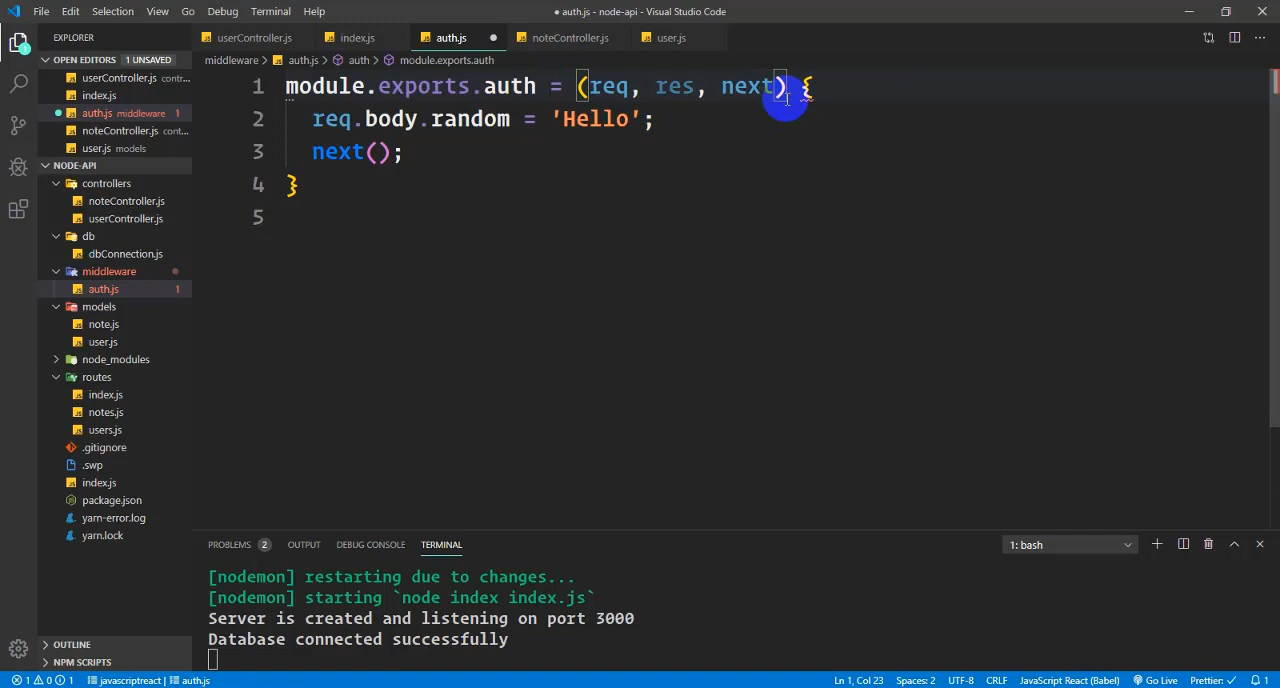 File Edit Selection View Go Debug Terminal Help
● auth.js - node-api - Visual Studio Code
EXPLORER
userController.js index.js auth.js noteController.js user.js
OPEN EDITORS 1 UNSAVED
middleware > auth.js > auth > module.exports.auth
userController.js contr...
index.js
auth.js middleware 1
noteController.js cont...
user.js models
NODE-API
controllers
noteController.js
userController.js
db
dbConnection.js
middleware
auth.js 1
models
note.js
user.js
node_modules
routes
index.js
notes.js
users.js
.gitignore
.swp
index.js
package.json
yarn-error.log
yarn.lock
OUTLINE
NPM SCRIPTS
1 module.exports.auth = (req, res, next) {
2 req.body.random = 'Hello';
3 next();
4 }
5
PROBLEMS 2 OUTPUT DEBUG CONSOLE TERMINAL
1: bash
[nodemon] restarting due to changes...
[nodemon] starting `node index index.js`
Server is created and listening on port 3000
Database connected successfully
1 0 1 javascriptreact | auth.js Ln 1, Col 23 Spaces: 2 UTF-8 CRLF JavaScript React (Babel) Go Live Prettier: ✓ 1